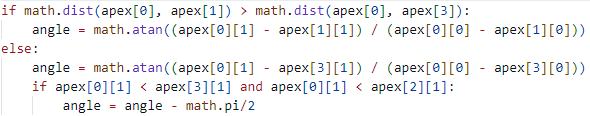 if math.dist(apex[0], apex[1]) > math.dist(apex[0], apex[3]):
    angle = math.atan((apex[0][1] - apex[1][1]) / (apex[0][0] - apex[1][0]))
else:
    angle = math.atan((apex[0][1] - apex[3][1]) / (apex[0][0] - apex[3][0]))
    if apex[0][1] < apex[3][1] and apex[0][1] < apex[2][1]:
        angle = angle - math.pi/2